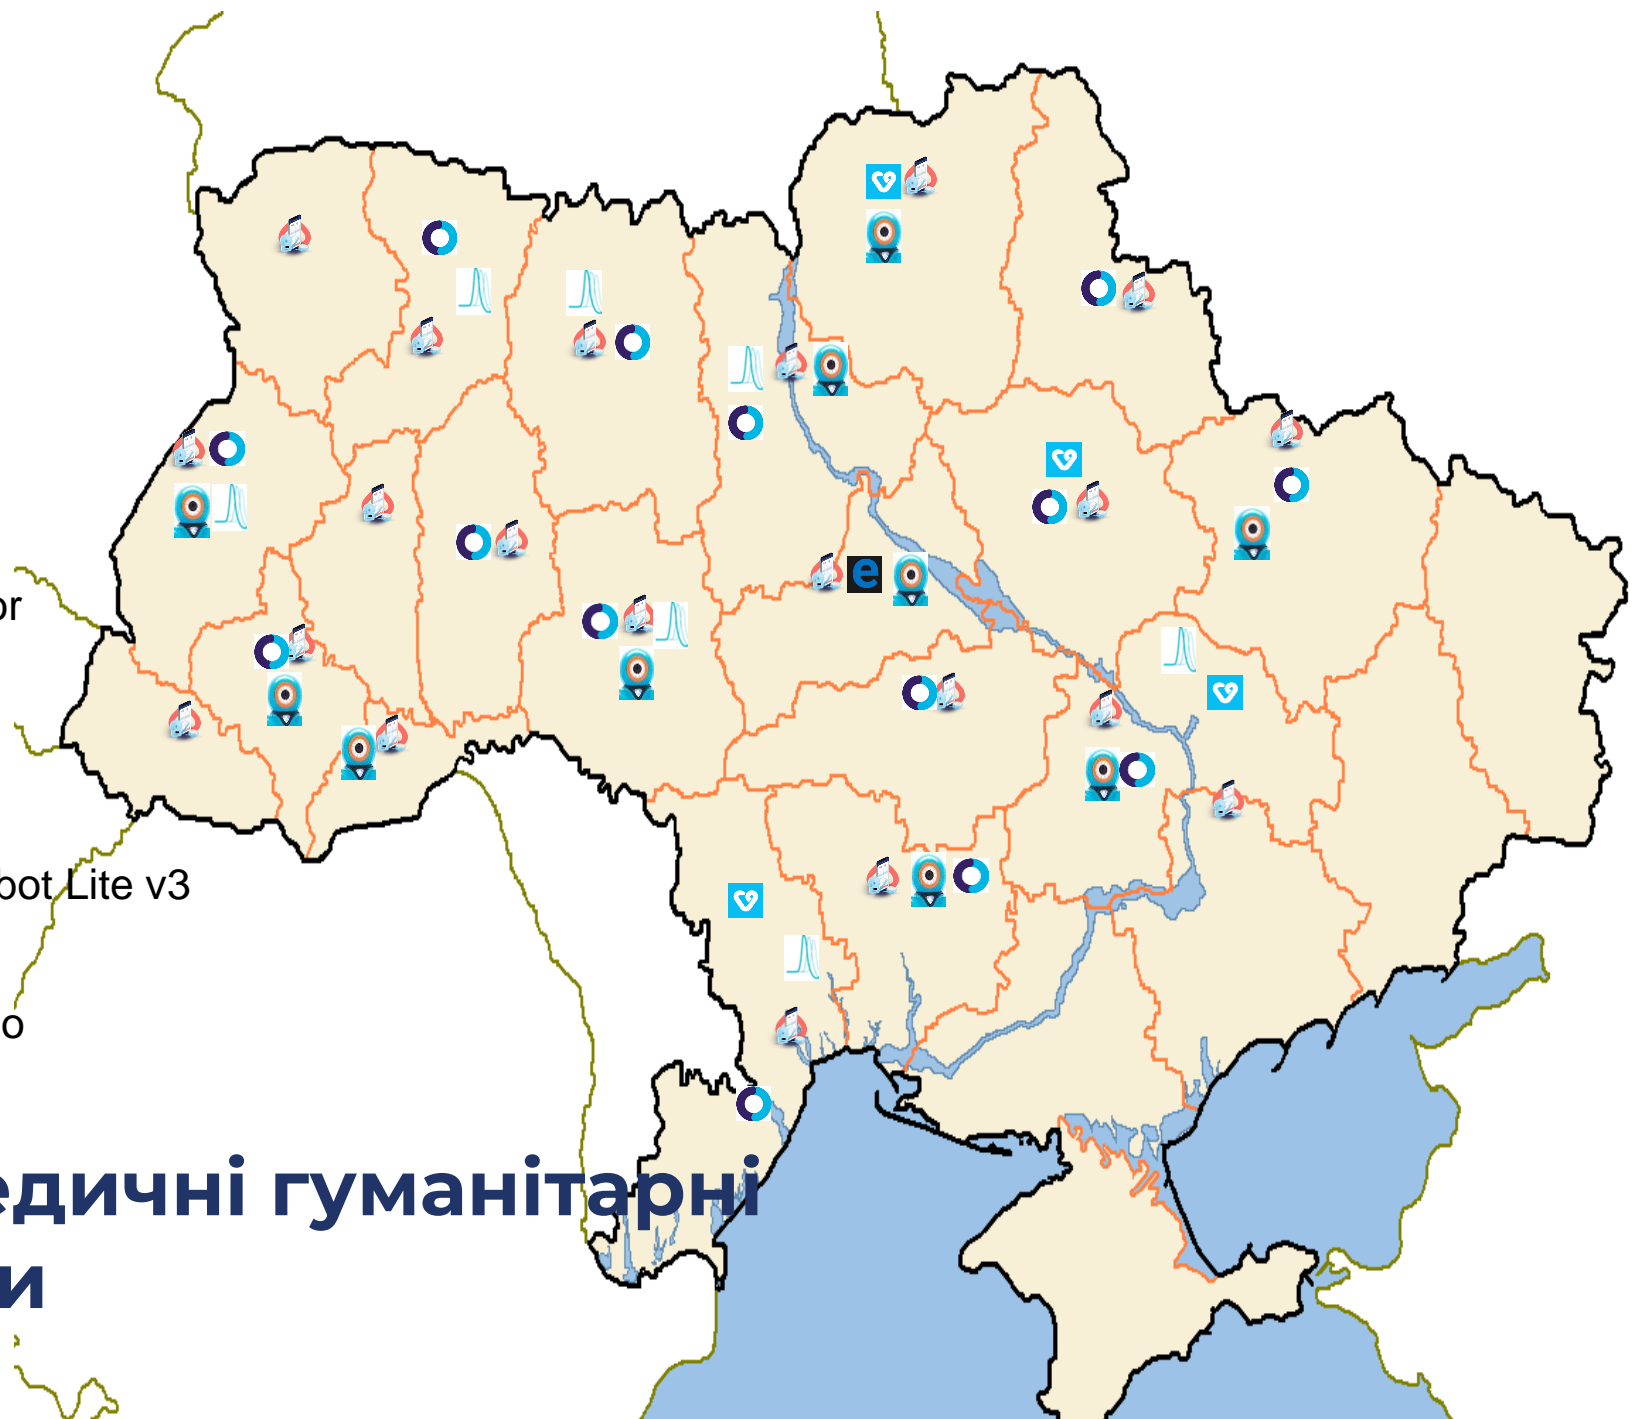 or
bot Lite v3
o
едичні гуманітарні
и
e